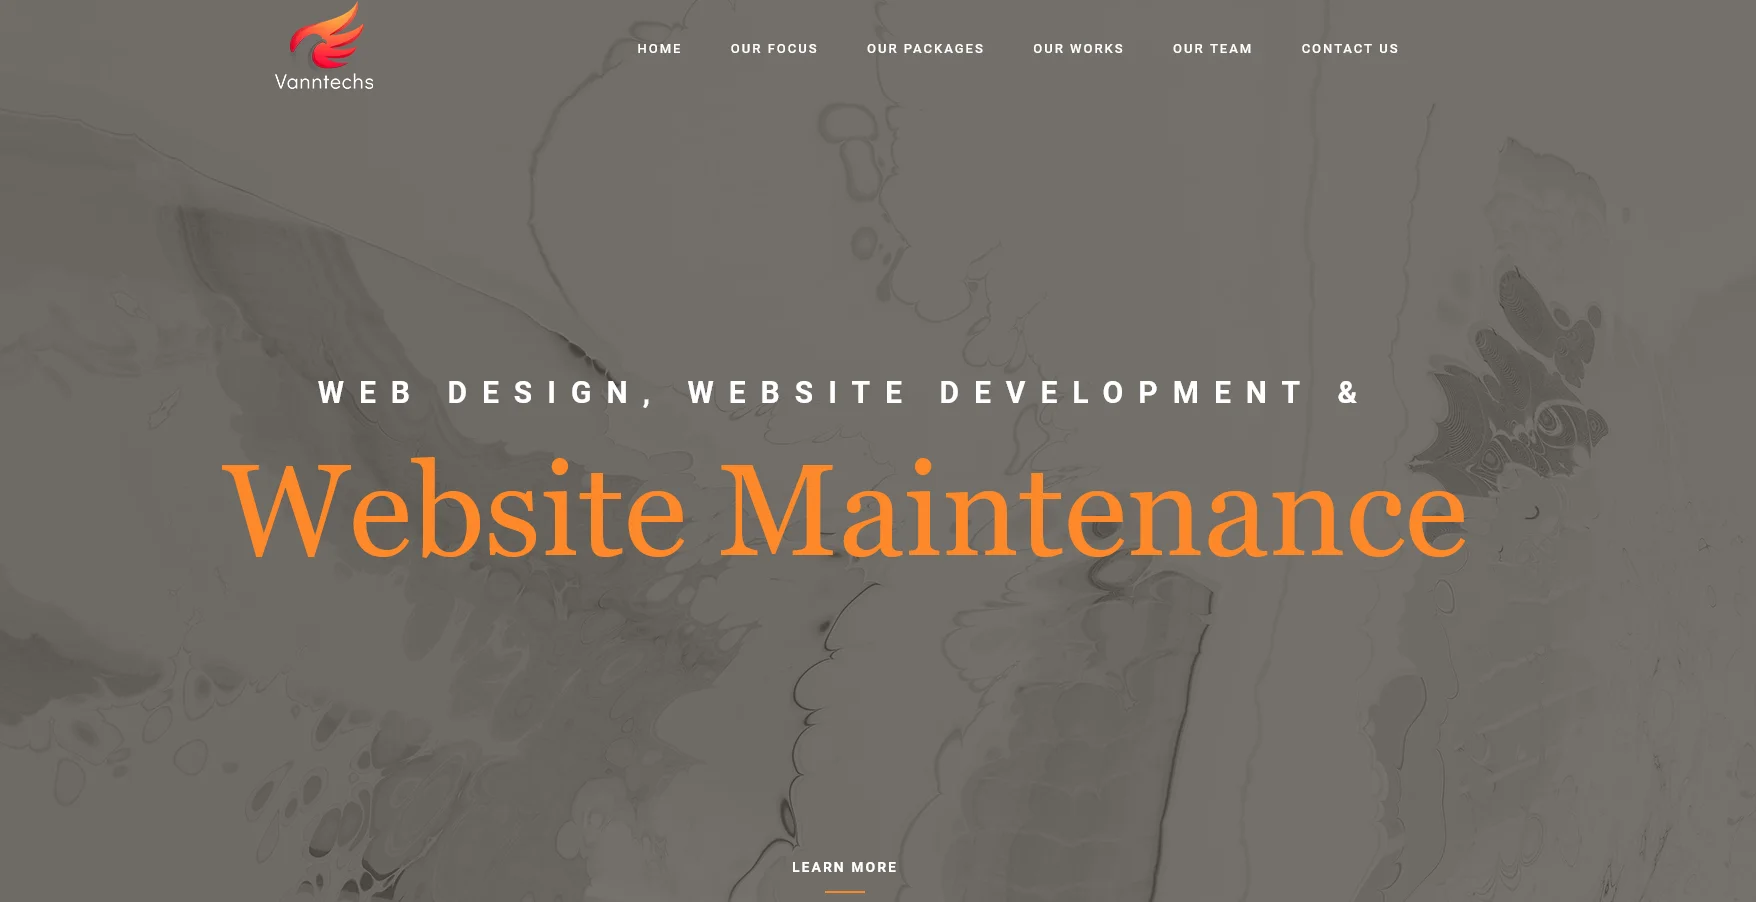 Vanntechs
HOME OUR FOCUS OUR PACKAGES OUR WORKS OUR TEAM CONTACT US
WEB DESIGN, WEBSITE DEVELOPMENT &
Website Maintenance
LEARN MORE